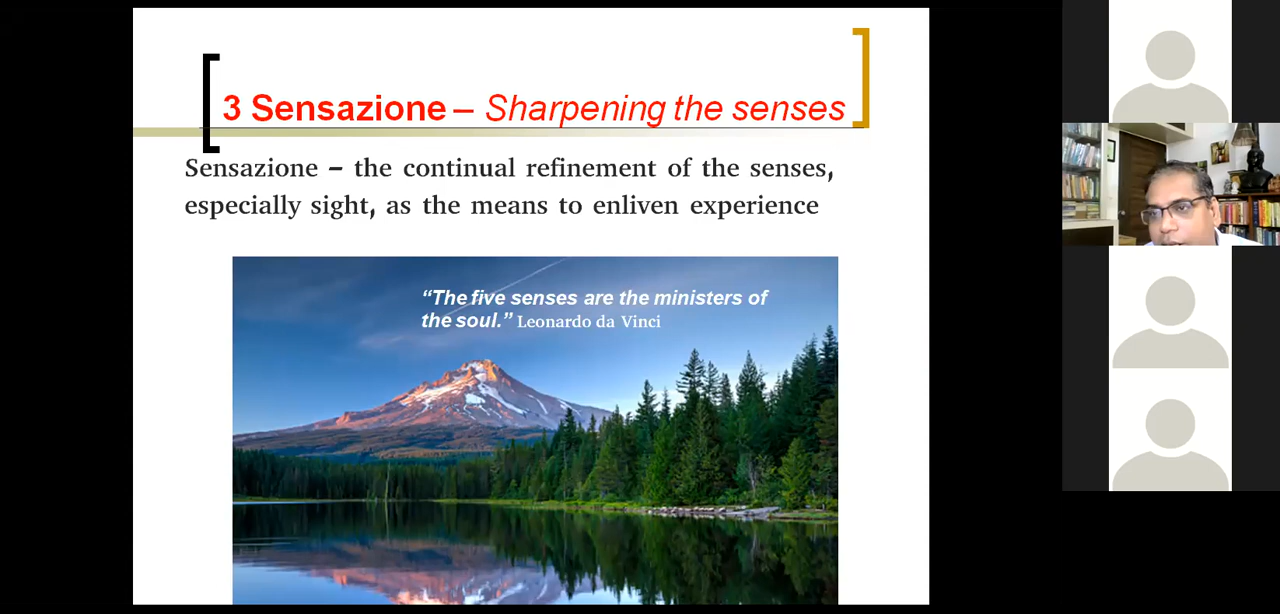 3 Sensazione – Sharpening the senses
Sensazione – the continual refinement of the senses,
especially sight, as the means to enliven experience
“The five senses are the ministers of
the soul.” Leonardo da Vinci